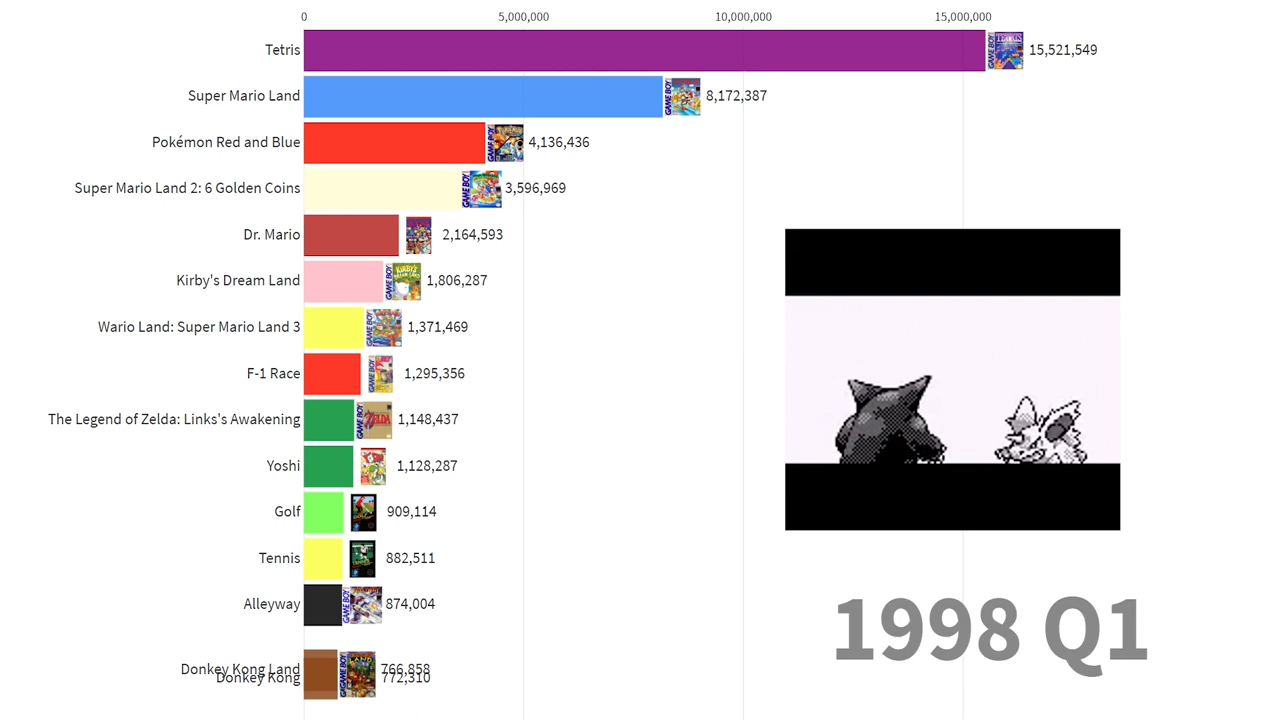 0 5,000,000 10,000,000 15,000,000
Tetris 15,521,549
Super Mario Land 8,172,387
Pokémon Red and Blue 4,136,436
Super Mario Land 2: 6 Golden Coins 3,596,969
Dr. Mario 2,164,593
Kirby's Dream Land 1,806,287
Wario Land: Super Mario Land 3 1,371,469
F-1 Race 1,295,356
The Legend of Zelda: Links's Awakening 1,148,437
Yoshi 1,128,287
Golf 909,114
Tennis 882,511
Alleyway 874,004
Donkey Kong Land 766,858
Donkey Kong 772,310
1998 Q1